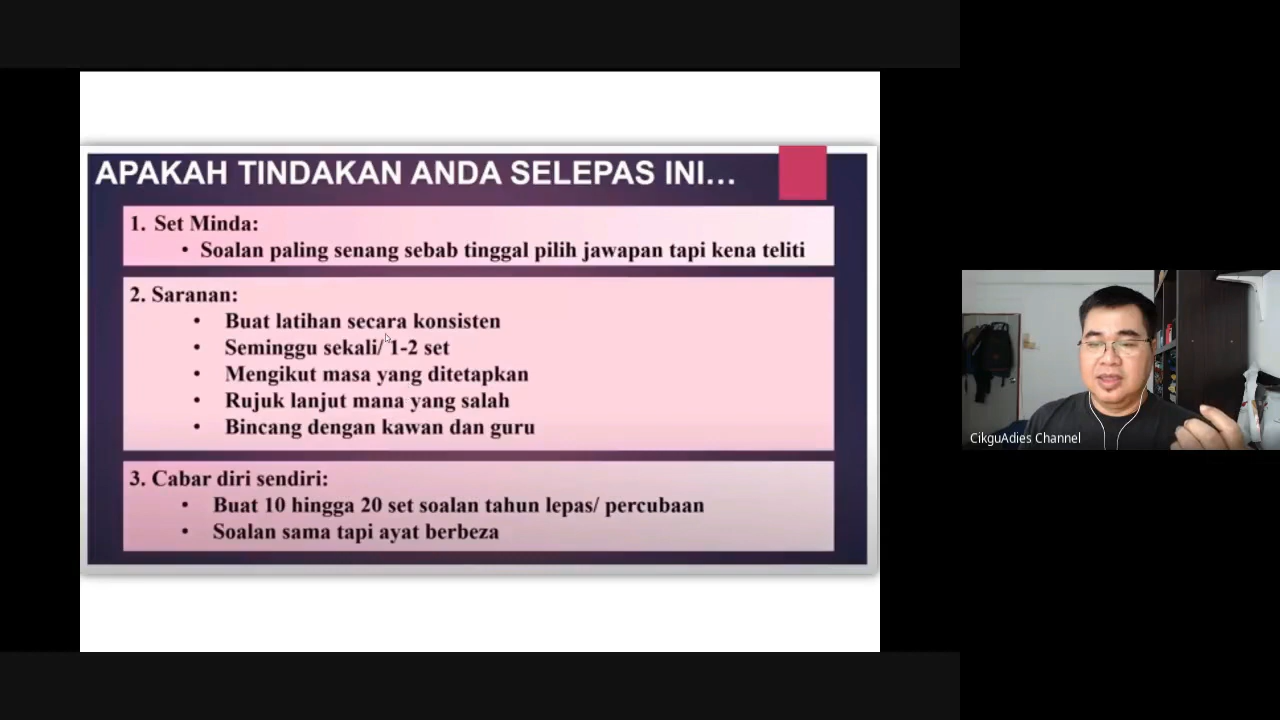 APAKAH TINDAKAN ANDA SELEPAS INI...
1. Set Minda:
• Soalan paling senang sebab tinggal pilih jawapan tapi kena teliti
2. Saranan:
• Buat latihan secara konsisten
• Seminggu sekali/ 1-2 set
• Mengikut masa yang ditetapkan
• Rujuk lanjut mana yang salah
• Bincang dengan kawan dan guru
3. Cabar diri sendiri:
• Buat 10 hingga 20 set soalan tahun lepas/ percubaan
• Soalan sama tapi ayat berbeza
CikguAdies Channel